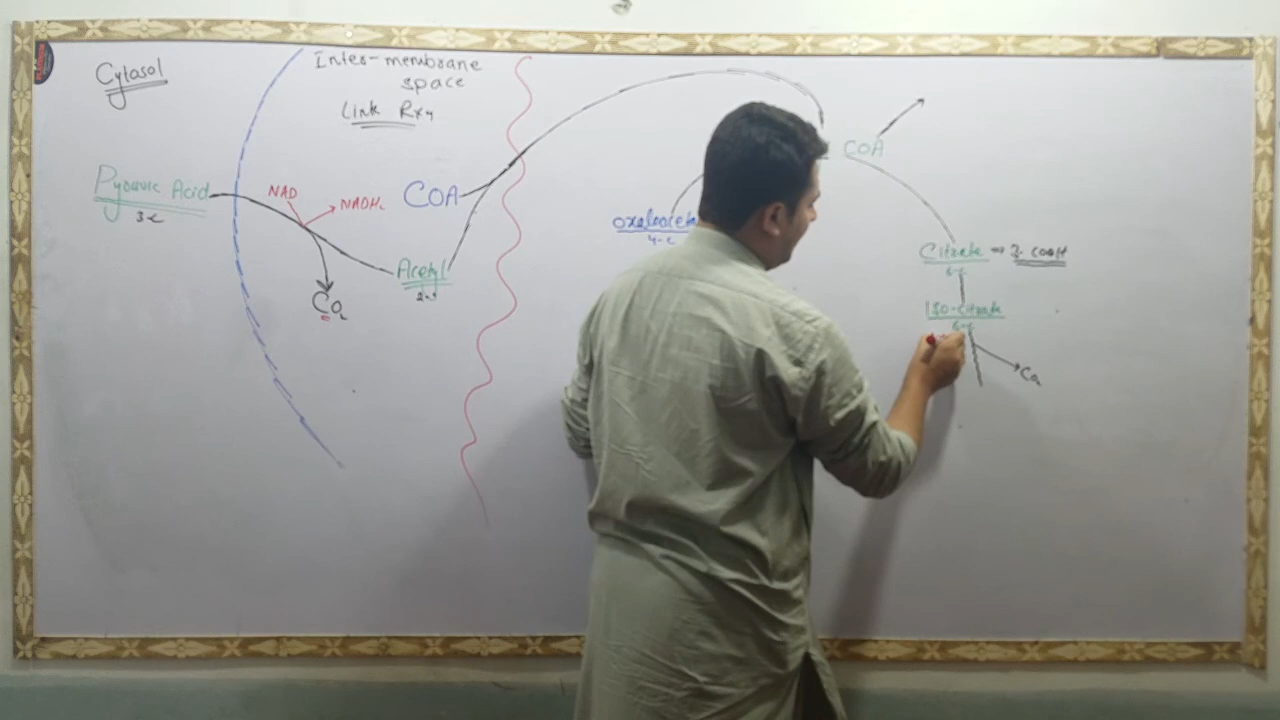 Cytosol
Inter-membrane
space
Link Rxn
Pyruvic Acid
3-c
NAD
NADH₂
COA
Acetyl
2-c
Co₂
oxaloaceta
4-c
COA
Citrate ⇒ 3 COOH
6-c
Iso-citrate
6-c
Co₂